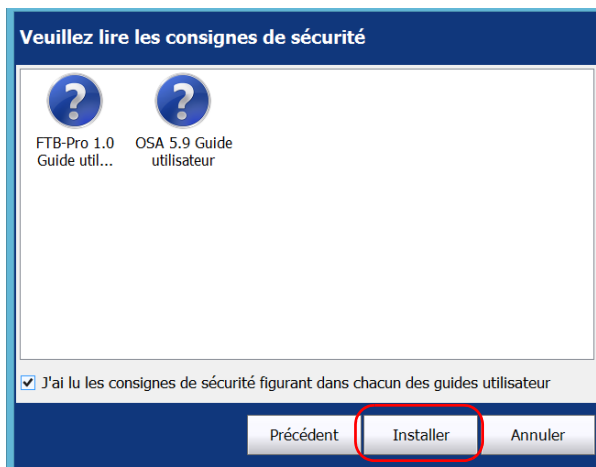 Veuillez lire les consignes de sécurité
FTB-Pro 1.0
Guide util...
OSA 5.9 Guide
utilisateur
J'ai lu les consignes de sécurité figurant dans chacun des guides utilisateur
Précédent
Installer
Annuler